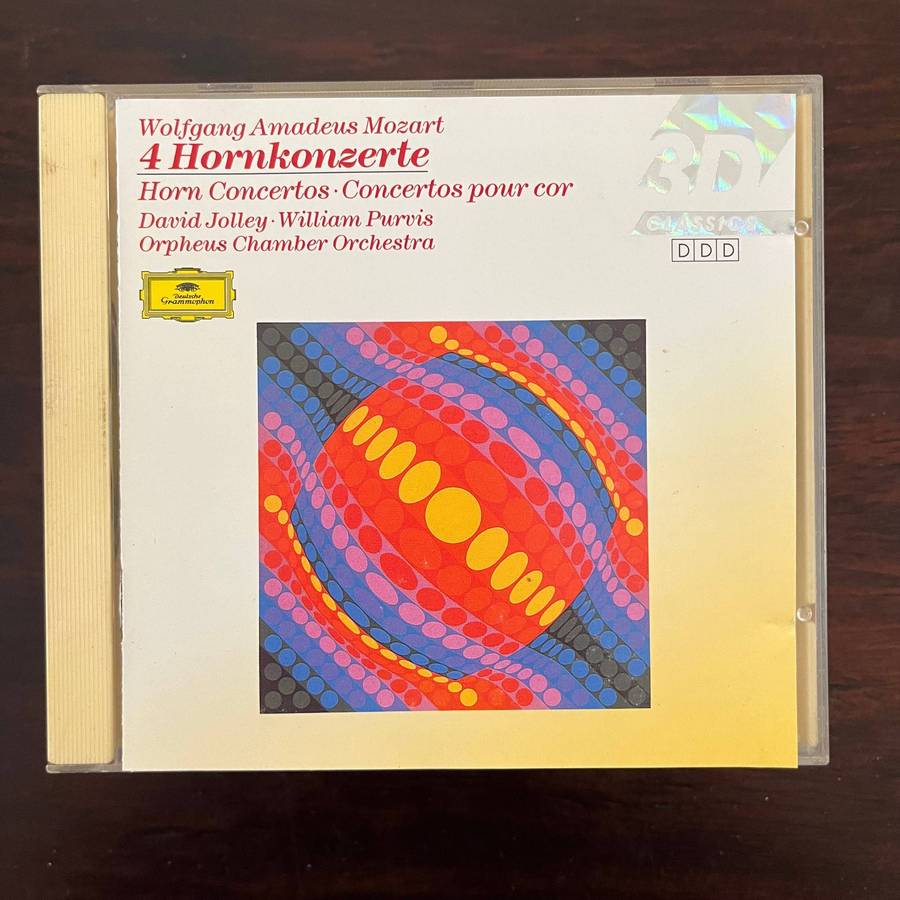 Wolfgang Amadeus Mozart
4 Hornkonzerte
Horn Concertos · Concertos pour cor
David Jolley · William Purvis
Orpheus Chamber Orchestra
Deutsche
Grammophon
3D
CLASSICS
DDD